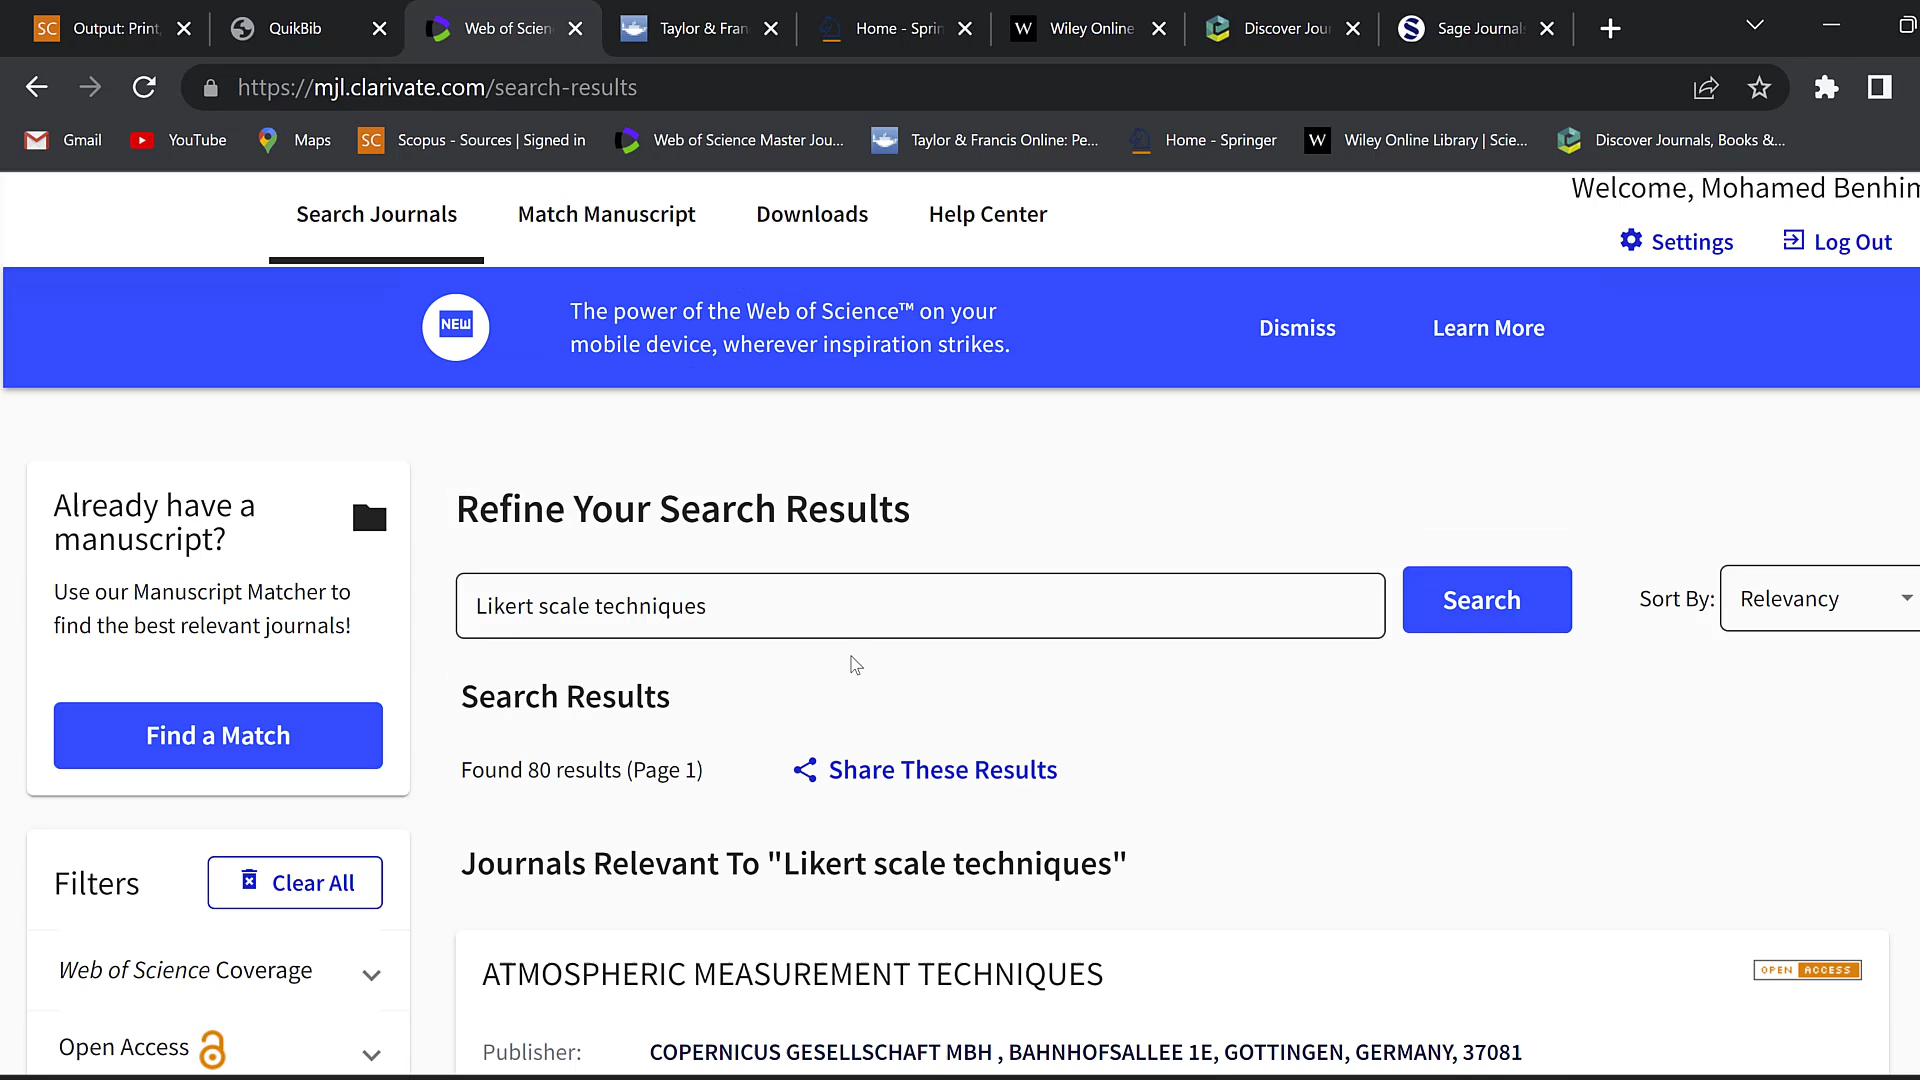 SC Output: Print, QuikBib Web of Scien Taylor & Fran Home - Sprin W Wiley Online Discover Jou Sage Journals
https://mjl.clarivate.com/search-results
Gmail YouTube Maps SC Scopus - Sources | Signed in Web of Science Master Jou... Taylor & Francis Online: Pe... Home - Springer W Wiley Online Library | Scie... Discover Journals, Books &...
Welcome, Mohamed Benhim
Search Journals Match Manuscript Downloads Help Center
Settings Log Out
NEW
The power of the Web of Science™ on your
mobile device, wherever inspiration strikes.
Dismiss Learn More
Already have a
manuscript?
Use our Manuscript Matcher to
find the best relevant journals!
Find a Match
Refine Your Search Results
Likert scale techniques
Search
Sort By: Relevancy
Search Results
Found 80 results (Page 1) Share These Results
Journals Relevant To "Likert scale techniques"
Filters Clear All
Web of Science Coverage
Open Access
ATMOSPHERIC MEASUREMENT TECHNIQUES
OPEN ACCESS
Publisher: COPERNICUS GESELLSCHAFT MBH , BAHNHOFSALLEE 1E, GOTTINGEN, GERMANY, 37081